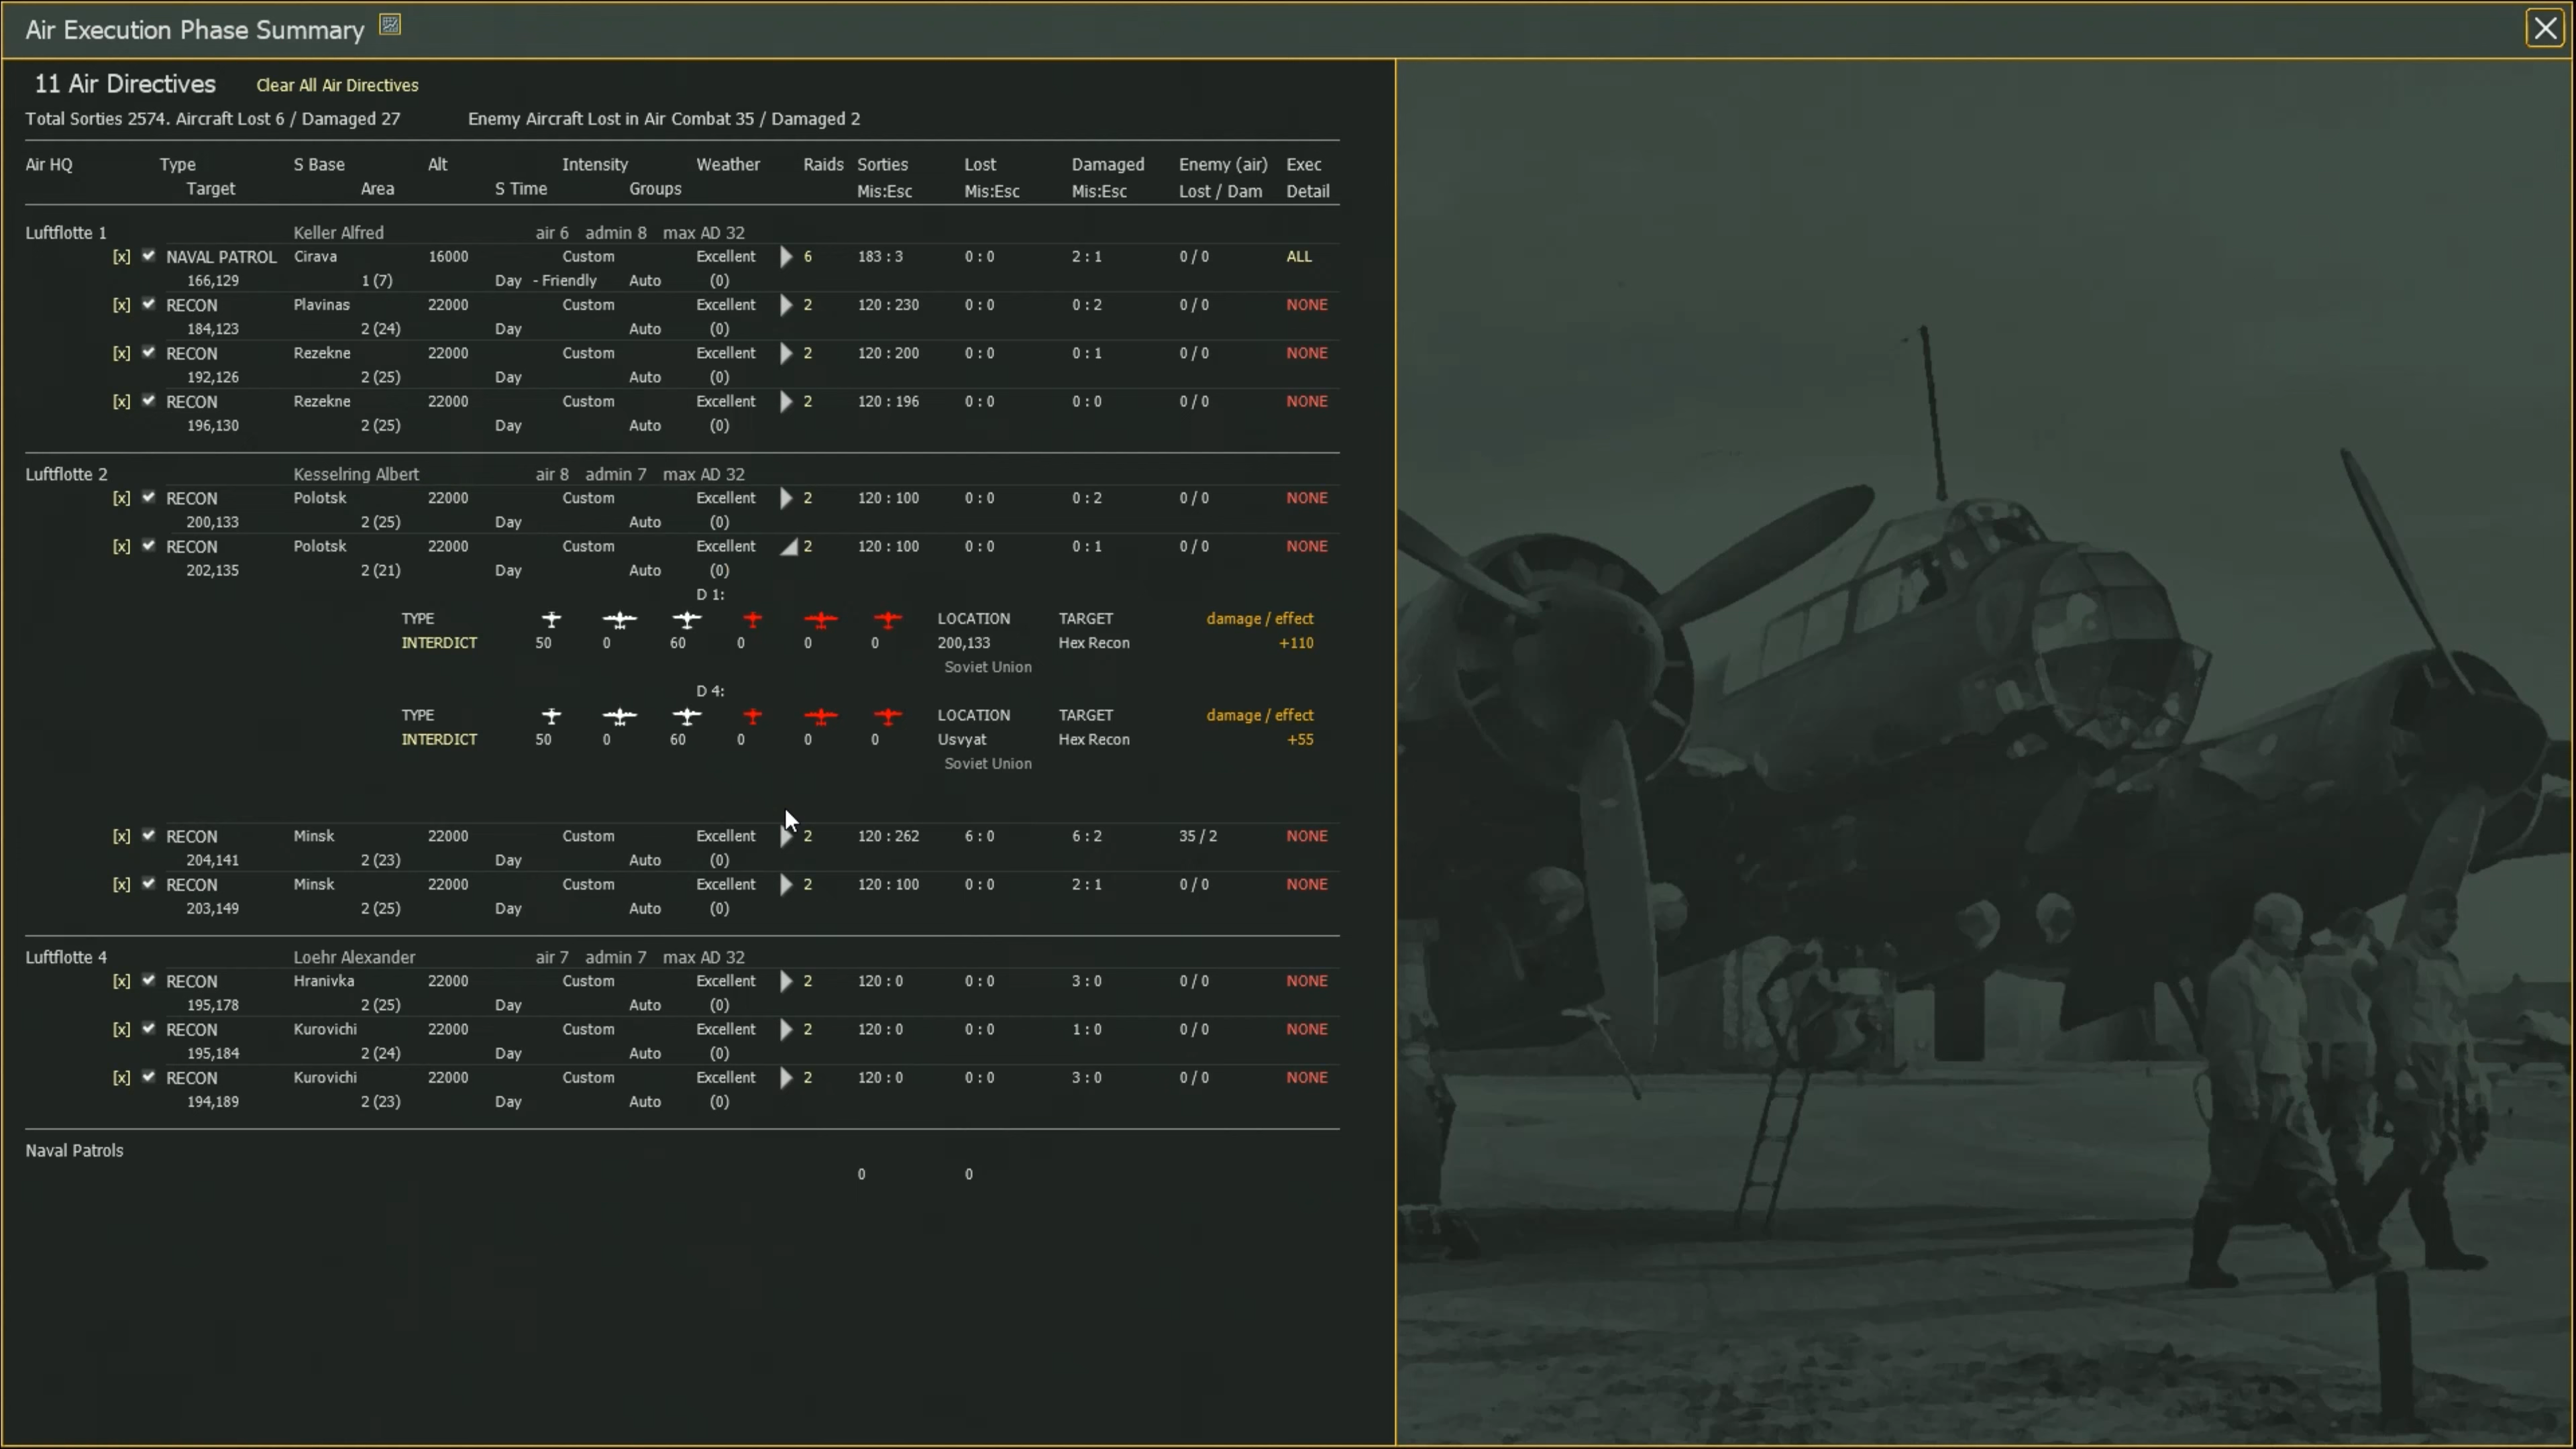 Air Execution Phase Summary
11 Air Directives Clear All Air Directives
Total Sorties 2574. Aircraft Lost 6 / Damaged 27 Enemy Aircraft Lost in Air Combat 35 / Damaged 2
Air HQ Type S Base Alt Intensity Weather Raids Sorties Lost Damaged Enemy (air) Exec
Target Area S Time Groups Mis:Esc Mis:Esc Mis:Esc Lost / Dam Detail
Luftflotte 1 Keller Alfred air 6 admin 8 max AD 32
[x] NAVAL PATROL Cirava 16000 Custom Excellent 6 183 : 3 0 : 0 2 : 1 0 / 0 ALL
166,129 1 (7) Day - Friendly Auto (0)
[x] RECON Plavinas 22000 Custom Excellent 2 120 : 230 0 : 0 0 : 2 0 / 0 NONE
184,123 2 (24) Day Auto (0)
[x] RECON Rezekne 22000 Custom Excellent 2 120 : 200 0 : 0 0 : 1 0 / 0 NONE
192,126 2 (25) Day Auto (0)
[x] RECON Rezekne 22000 Custom Excellent 2 120 : 196 0 : 0 0 : 0 0 / 0 NONE
196,130 2 (25) Day Auto (0)
Luftflotte 2 Kesselring Albert air 8 admin 7 max AD 32
[x] RECON Polotsk 22000 Custom Excellent 2 120 : 100 0 : 0 0 : 2 0 / 0 NONE
200,133 2 (25) Day Auto (0)
[x] RECON Polotsk 22000 Custom Excellent 2 120 : 100 0 : 0 0 : 1 0 / 0 NONE
202,135 2 (21) Day Auto (0)
D 1:
TYPE LOCATION TARGET damage / effect
INTERDICT 50 0 60 0 0 0 200,133 Hex Recon +110
Soviet Union
D 4:
TYPE LOCATION TARGET damage / effect
INTERDICT 50 0 60 0 0 0 Usvyat Hex Recon +55
Soviet Union
[x] RECON Minsk 22000 Custom Excellent 2 120 : 262 6 : 0 6 : 2 35 / 2 NONE
204,141 2 (23) Day Auto (0)
[x] RECON Minsk 22000 Custom Excellent 2 120 : 100 0 : 0 2 : 1 0 / 0 NONE
203,149 2 (25) Day Auto (0)
Luftflotte 4 Loehr Alexander air 7 admin 7 max AD 32
[x] RECON Hranivka 22000 Custom Excellent 2 120 : 0 0 : 0 3 : 0 0 / 0 NONE
195,178 2 (25) Day Auto (0)
[x] RECON Kurovichi 22000 Custom Excellent 2 120 : 0 0 : 0 1 : 0 0 / 0 NONE
195,184 2 (24) Day Auto (0)
[x] RECON Kurovichi 22000 Custom Excellent 2 120 : 0 0 : 0 3 : 0 0 / 0 NONE
194,189 2 (23) Day Auto (0)
Naval Patrols
0 0